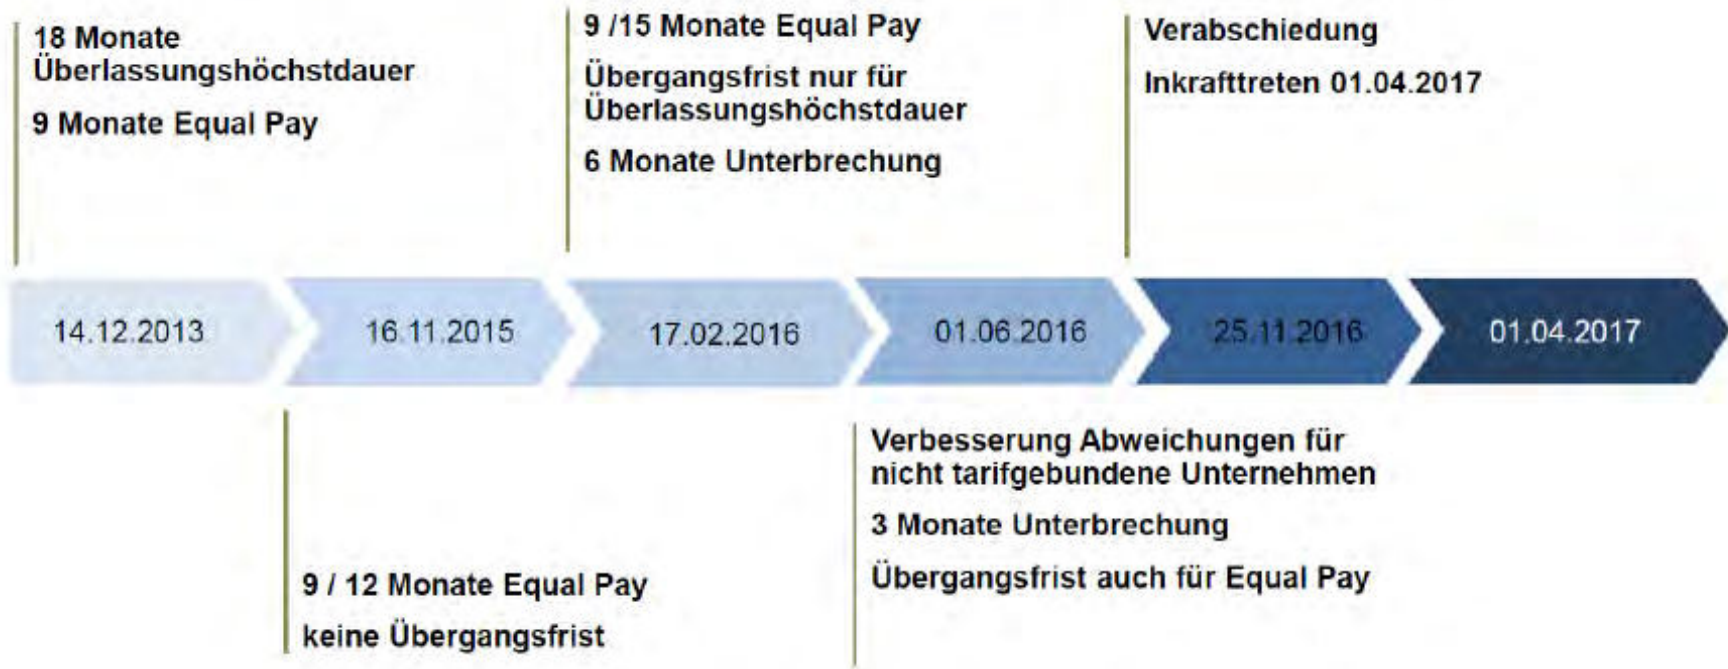 18 Monate
Überlassungshöchstdauer
9 Monate Equal Pay
9 /15 Monate Equal Pay
Übergangsfrist nur für
Überlassungshöchstdauer
6 Monate Unterbrechung
Verabschiedung
Inkrafttreten 01.04.2017
14.12.2013
16.11.2015
17.02.2016
01.06.2016
25.11.2016
01.04.2017
9 / 12 Monate Equal Pay
keine Übergangsfrist
Verbesserung Abweichungen für
nicht tarifgebundene Unternehmen
3 Monate Unterbrechung
Übergangsfrist auch für Equal Pay